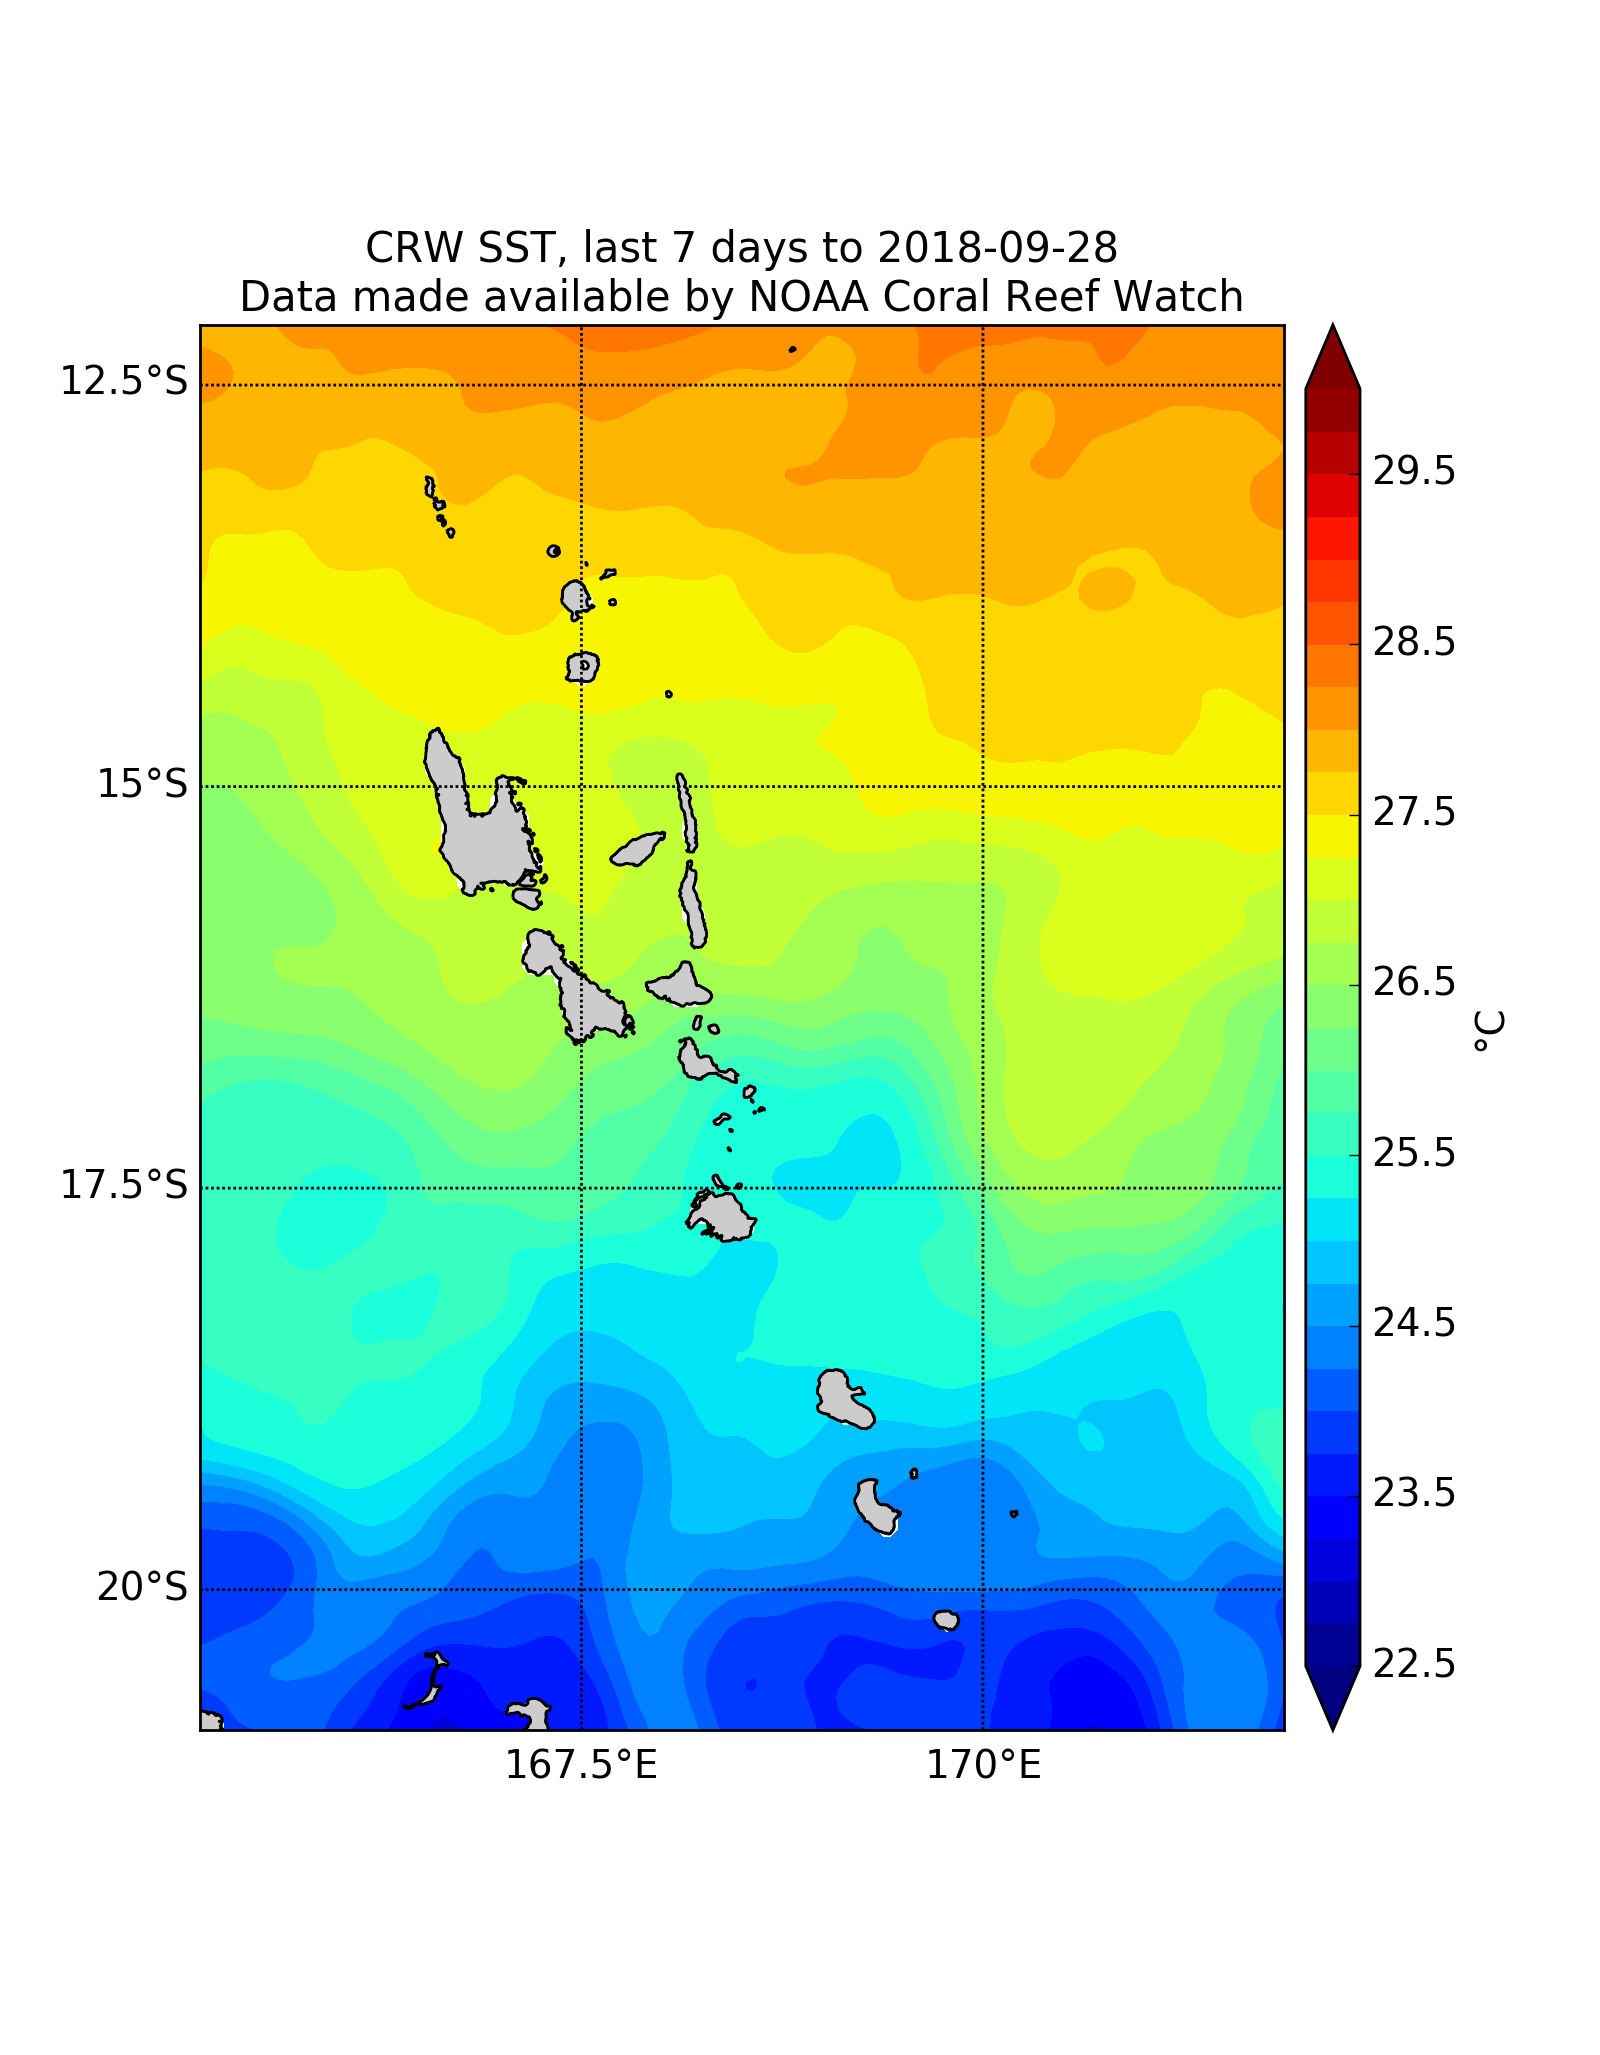 CRW SST, last 7 days to 2018-09-28
Data made available by NOAA Coral Reef Watch
12.5°S
15°S
17.5°S
20°S
167.5°E
170°E
29.5
28.5
27.5
26.5
25.5
24.5
23.5
22.5
°C